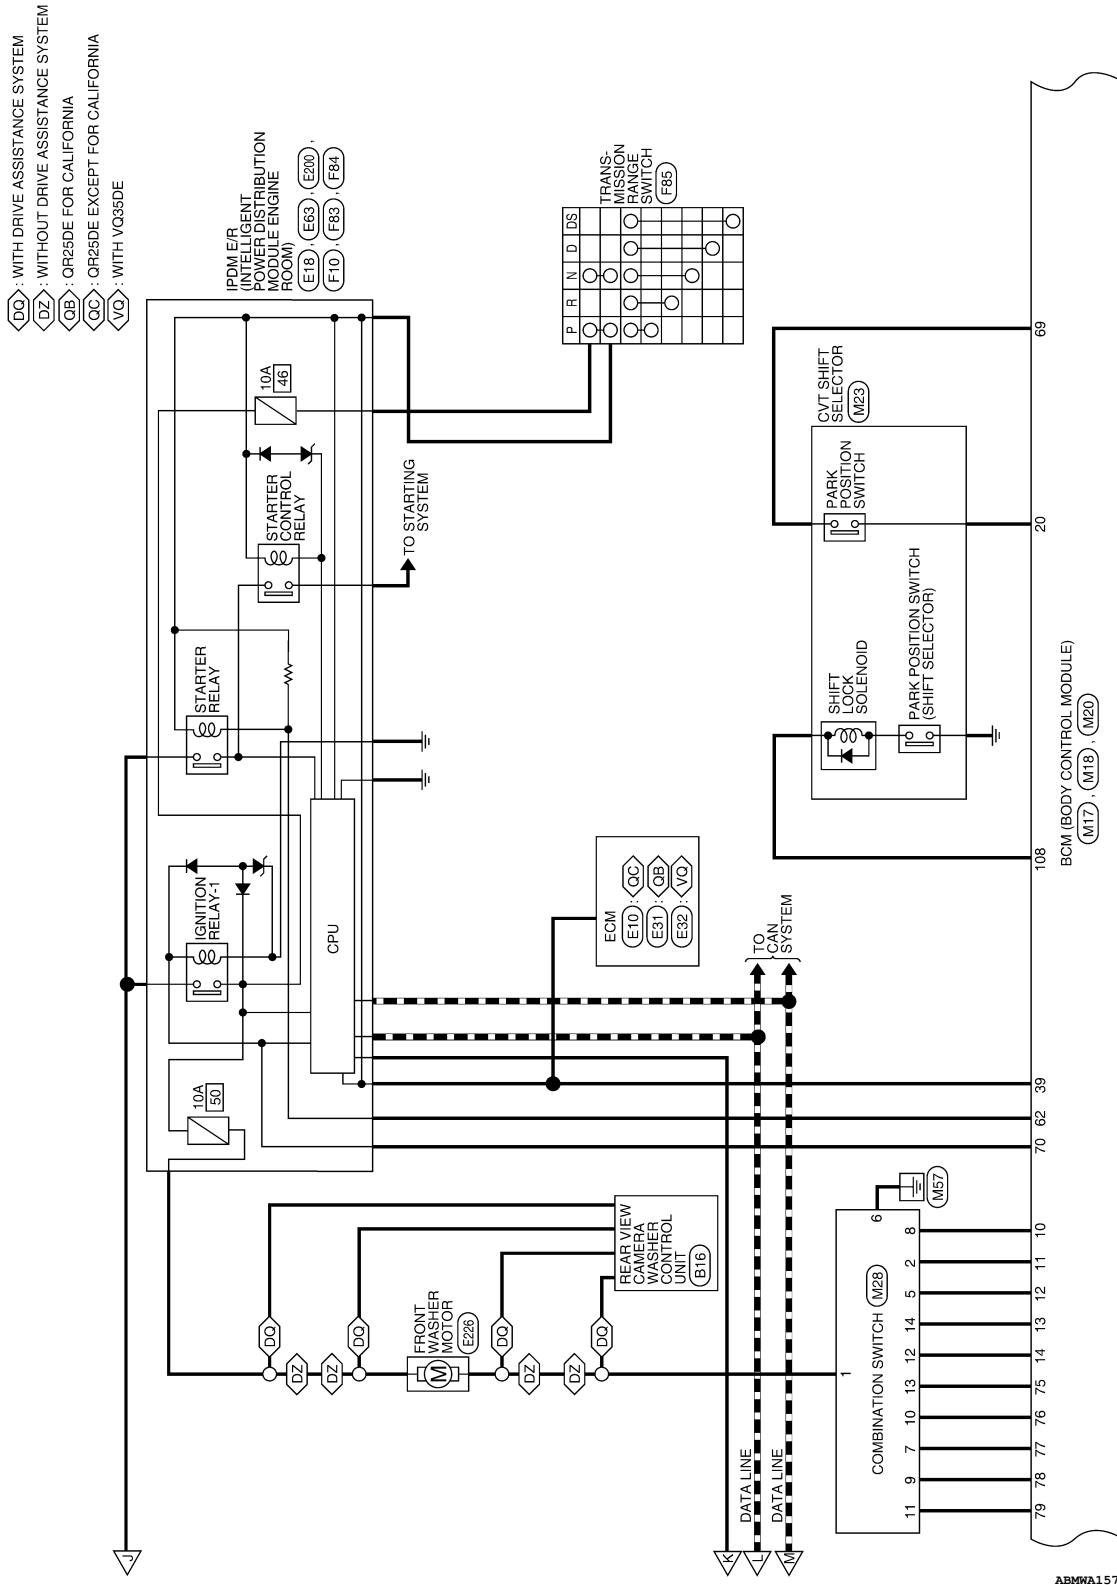 DQ : WITH DRIVE ASSISTANCE SYSTEM
DZ : WITHOUT DRIVE ASSISTANCE SYSTEM
QB : QR25DE FOR CALIFORNIA
QC : QR25DE EXCEPT FOR CALIFORNIA
VQ : WITH VQ35DE
IPDM E/R
(INTELLIGENT
POWER DISTRIBUTION
MODULE ENGINE
ROOM)
E18 , E63 , E200 ,
F10 , F83 , F84
10A
50
IGNITION
RELAY-1
STARTER
RELAY
STARTER
CONTROL
RELAY
10A
46
CPU
TO STARTING
SYSTEM
P R N D DS
TRANS-
MISSION
RANGE
SWITCH
F85
J
FRONT
WASHER
MOTOR
E226
M
DQ
DZ
DZ
DQ
DQ
DZ
DZ
DQ
REAR VIEW
CAMERA
WASHER
CONTROL
UNIT
B16
ECM
E10 : QC
E31 : QB
E32 : VQ
TO
CAN
SYSTEM
K
L
M
DATA LINE
DATA LINE
CVT SHIFT
SELECTOR
M23
SHIFT
LOCK
SOLENOID
PARK POSITION SWITCH
(SHIFT SELECTOR)
PARK
POSITION
SWITCH
COMBINATION SWITCH M28
1
6
M57
11 9 7 10 13 12 14 5 2 8
79 78 77 76 75 14 13 12 11 10 70 62 39 108 20 69
BCM (BODY CONTROL MODULE)
M17 , M18 , M20
ABMWA157